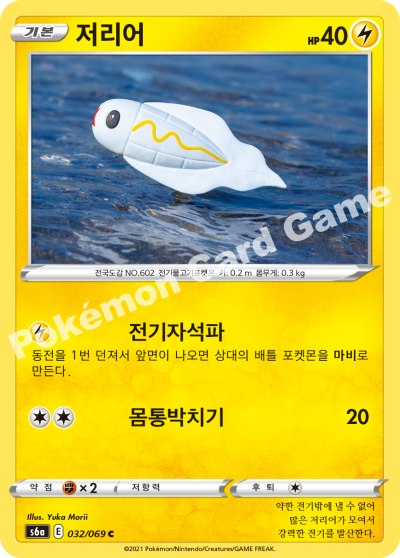 기본 저리어 HP 40
전국도감 NO.602 전기물고기포켓몬 키: 0.2 m 몸무게: 0.3 kg
Pokémon Card Game
전기자석파
동전을 1번 던져서 앞면이 나오면 상대의 배틀 포켓몬을 마비로
만든다.
몸통박치기 20
약점 ×2 저항력 후퇴
Illus. Yuka Morii
약한 전기밖에 낼 수 없어
많은 저리어가 모여서
강력한 전기를 발산한다.
s6a E 032/069 C
©2021 Pokémon/Nintendo/Creatures/GAME FREAK.